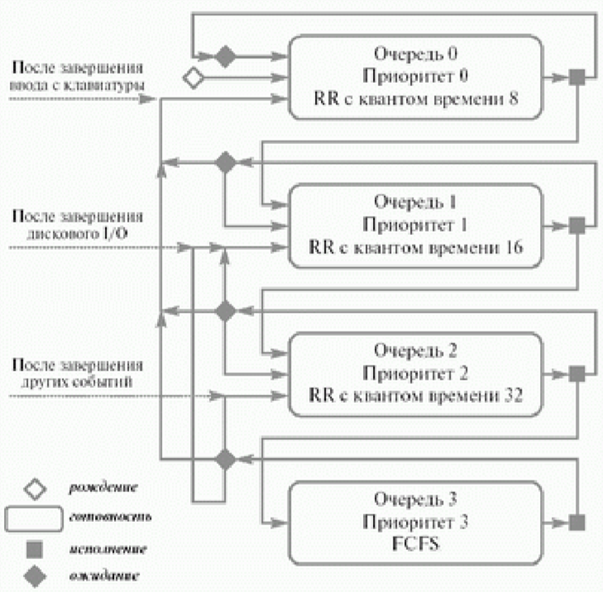 После завершения
ввода с клавиатуры
Очередь 0
Приоритет 0
RR с квантом времени 8
После завершения
дискового I/O
Очередь 1
Приоритет 1
RR с квантом времени 16
После завершения
других событий
Очередь 2
Приоритет 2
RR с квантом времени 32
Очередь 3
Приоритет 3
FCFS
рождение
готовность
исполнение
ожидание